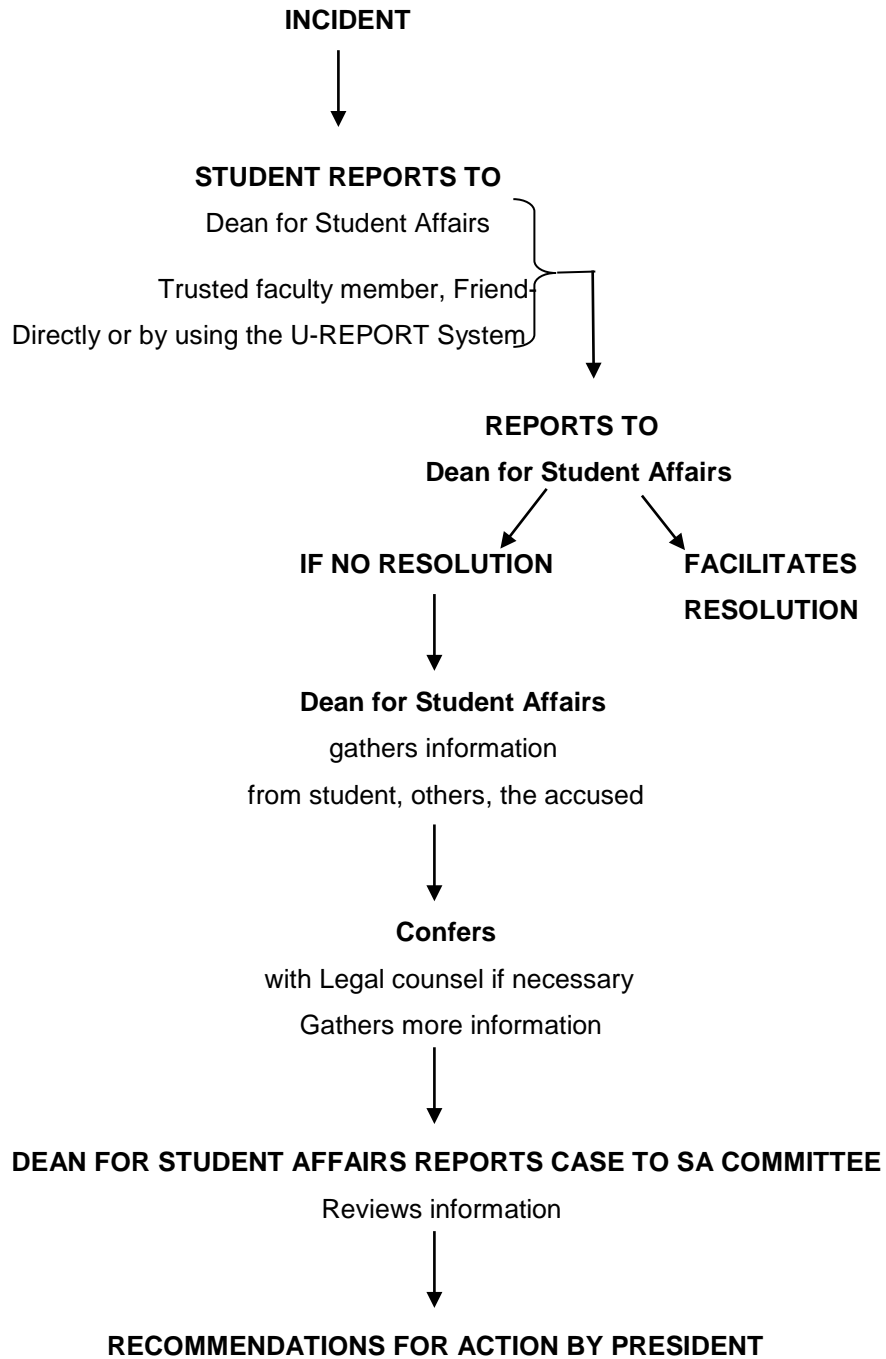 INCIDENT
STUDENT REPORTS TO
Dean for Student Affairs
Trusted faculty member, Friend-
Directly or by using the U-REPORT System
REPORTS TO
Dean for Student Affairs
IF NO RESOLUTION
FACILITATES
RESOLUTION
Dean for Student Affairs
gathers information
from student, others, the accused
Confers
with Legal counsel if necessary
Gathers more information
DEAN FOR STUDENT AFFAIRS REPORTS CASE TO SA COMMITTEE
Reviews information
RECOMMENDATIONS FOR ACTION BY PRESIDENT